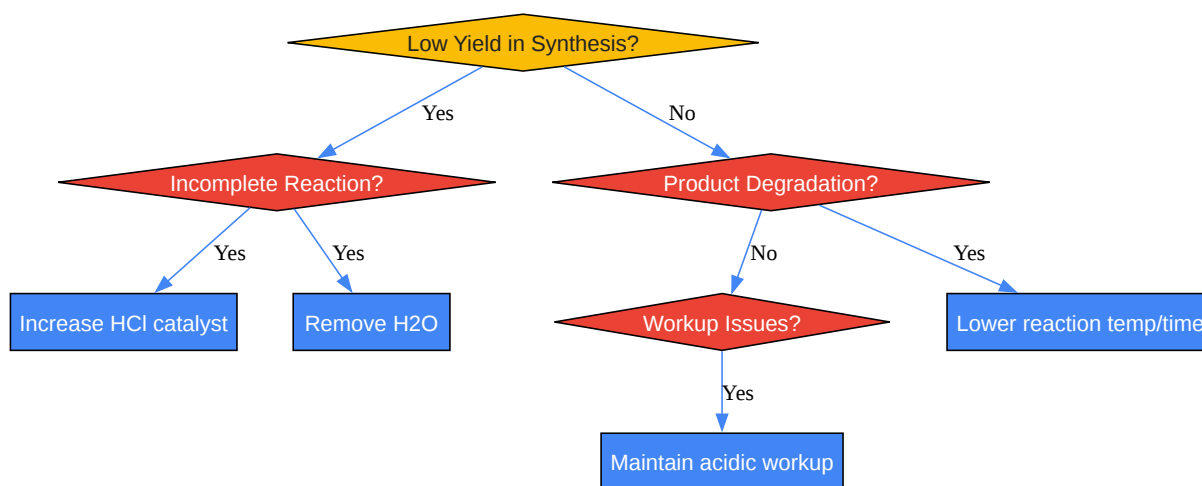 Low Yield in Synthesis?
Yes
No
Incomplete Reaction?
Product Degradation?
Yes
Yes
No
Yes
Increase HCl catalyst
Remove H2O
Workup Issues?
Lower reaction temp/time
Yes
Maintain acidic workup